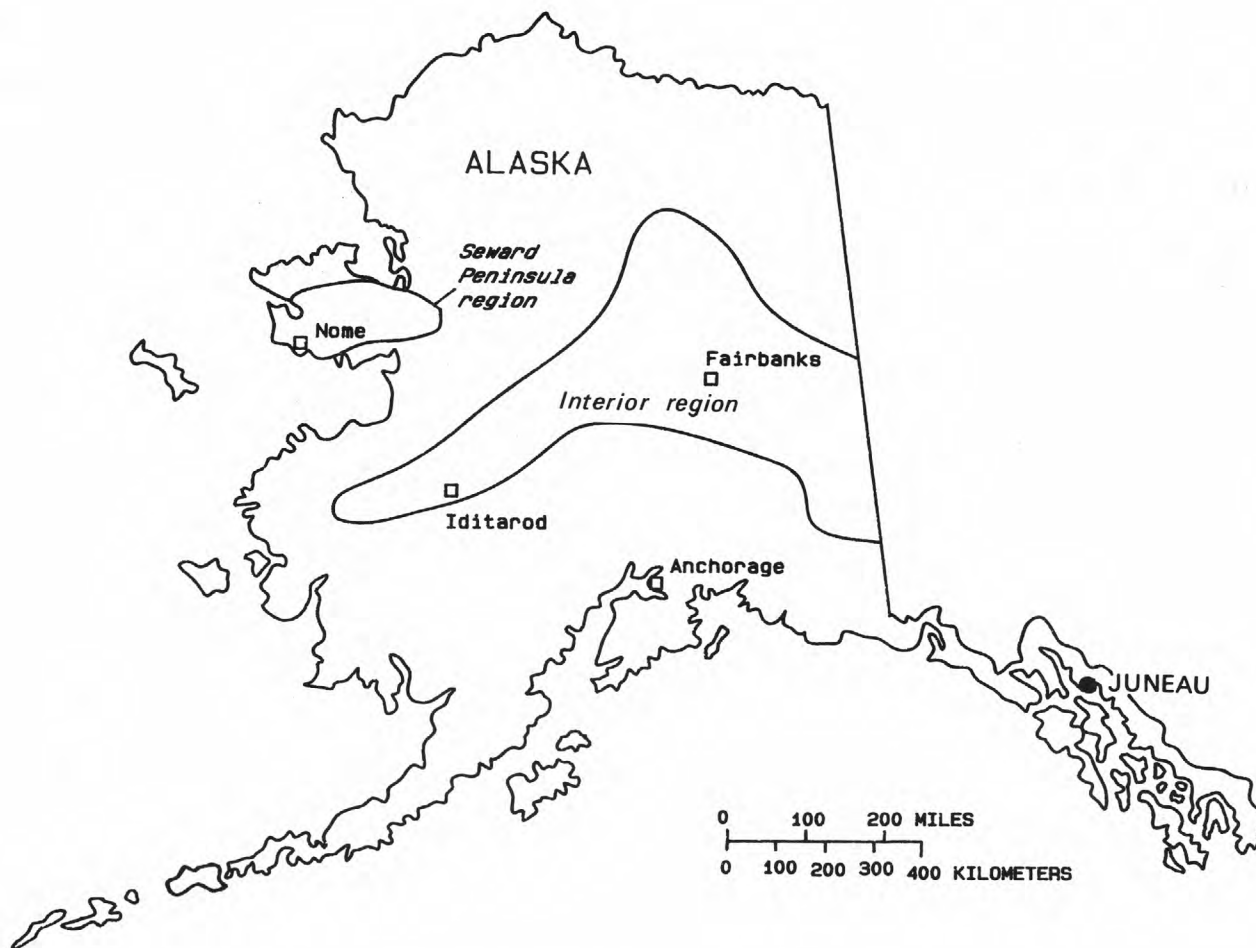 ALASKA
Seward
Peninsula
region
Nome
Fairbanks
Interior region
Iditarod
Anchorage
JUNEAU
0 100 200 MILES
0 100 200 300 400 KILOMETERS